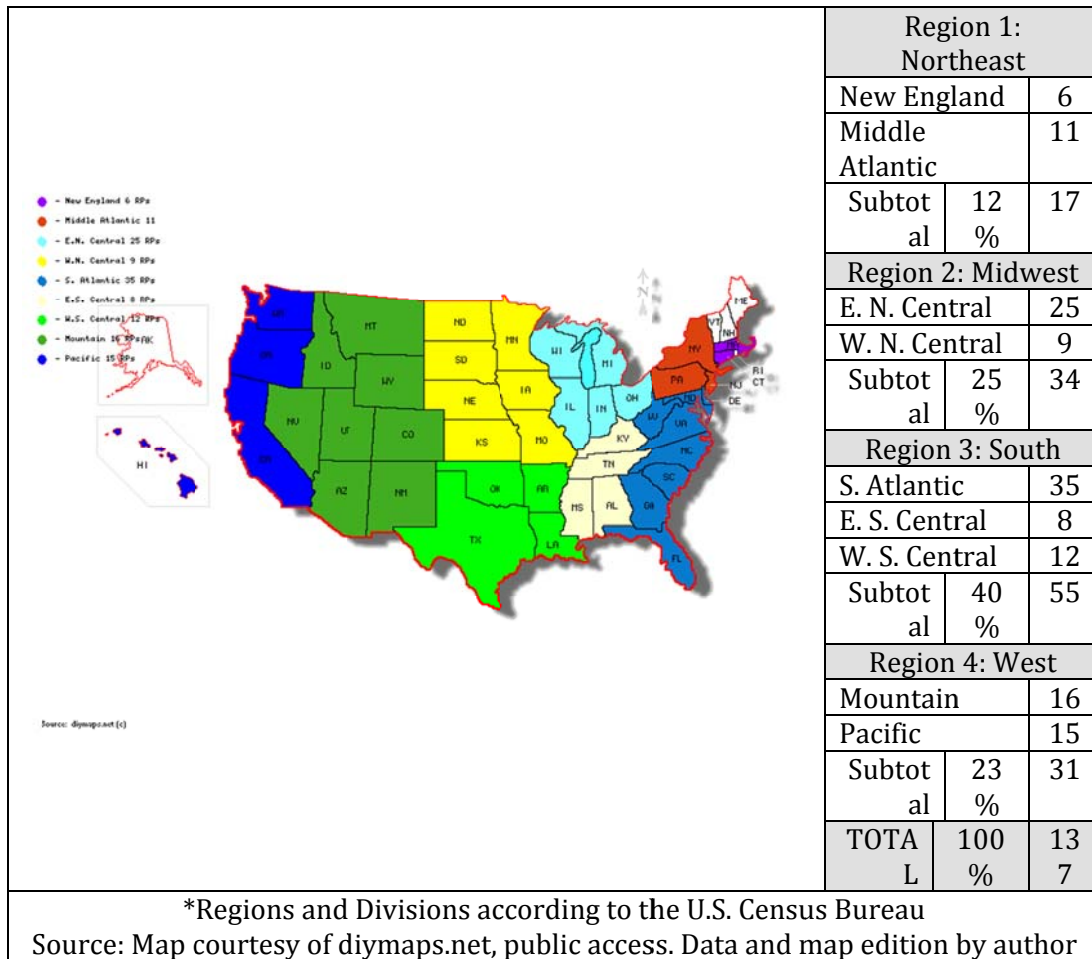 - New England 6 RPs
- Middle Atlantic 11
- E.N. Central 25 RPs
- W.N. Central 9 RPs
- S. Atlantic 35 RPs
- E.S. Central 8 RPs
- W.S. Central 12 RPs
- Mountain 16 RPs
- Pacific 15 RPs
AK
HI
WA
OR
CA
MT
ID
WY
NV
UT
CO
AZ
NM
ND
SD
NE
KS
MN
IA
MO
OK
AR
TX
LA
WI
MI
IL
IN
OH
KY
TN
MS
AL
WV
VA
NC
SC
GA
FL
MD
NY
PA
NJ
DE
VT
NH
ME
RI
CT
N
Source: diymaps.net (c)
Region 1:
Northeast
New England 6
Middle 11
Atlantic
Subtot 12 17
al %
Region 2: Midwest
E. N. Central 25
W. N. Central 9
Subtot 25 34
al %
Region 3: South
S. Atlantic 35
E. S. Central 8
W. S. Central 12
Subtot 40 55
al %
Region 4: West
Mountain 16
Pacific 15
Subtot 23 31
al %
TOTA 100 13
L % 7
*Regions and Divisions according to the U.S. Census Bureau
Source: Map courtesy of diymaps.net, public access. Data and map edition by author